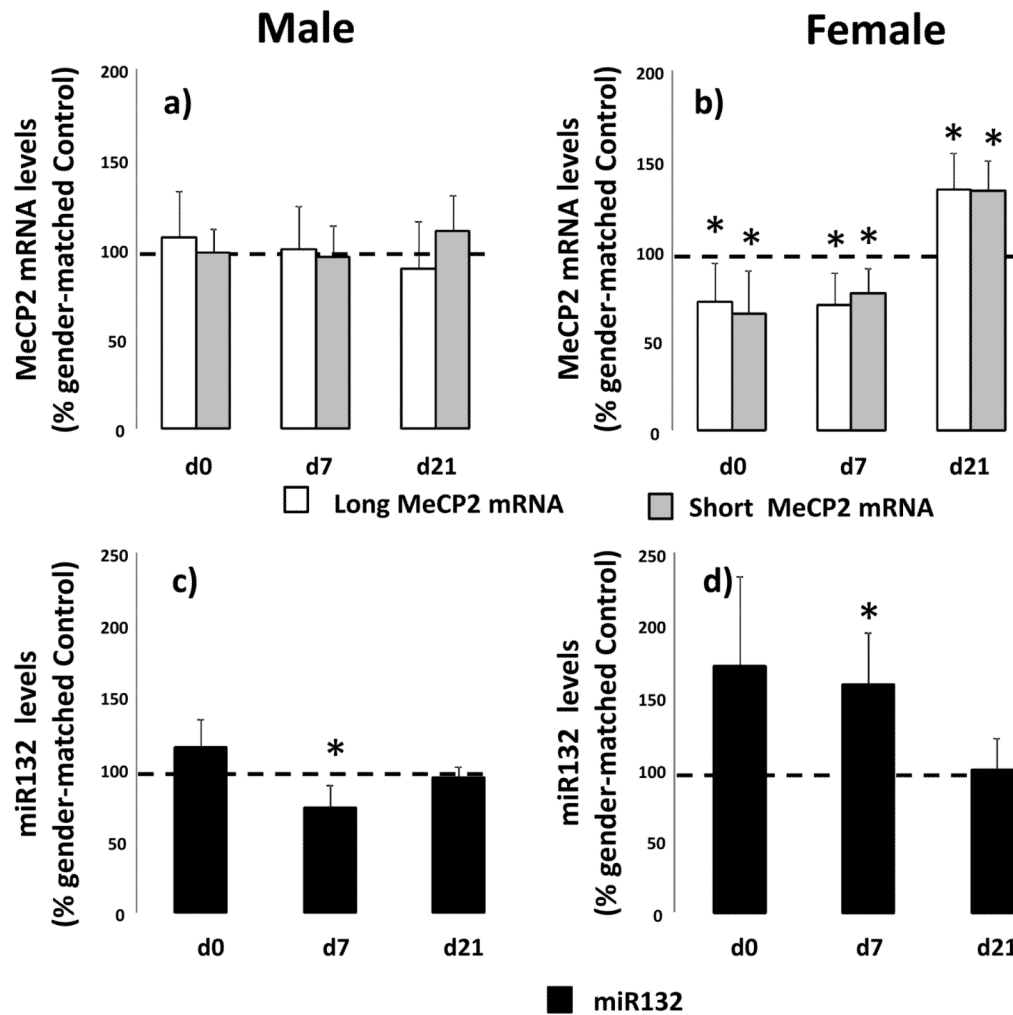 Male
Female
MeCP2 mRNA levels
(% gender-matched Control)
200
150
100
50
0
a)
d0
d7
d21
MeCP2 mRNA levels
(% gender-matched Control)
200
150
100
50
0
b)
*
*
*
*
*
*
d0
d7
d21
Long MeCP2 mRNA
Short MeCP2 mRNA
miR132 levels
(% gender-matched Control)
250
200
150
100
50
0
c)
*
d0
d7
d21
miR132 levels
(% gender-matched Control)
250
200
150
100
50
0
d)
*
d0
d7
d21
miR132